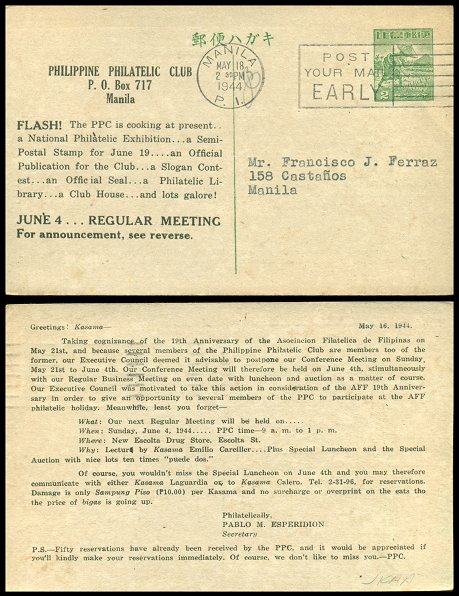 郵便ハガキ
PHILIPPINE PHILATELIC CLUB
P. O. Box 717
Manila
MANILA
MAY 18
2 30 PM
1944
P. I.
POST
YOUR MAIL
EARLY
FLASH! The PPC is cooking at present..
a National Philatelic Exhibition...a Semi-
Postal Stamp for June 19....an Official
Publication for the Club...a Slogan Cont-
est...an Official Seal...a Philatelic Li-
brary...a Club House...and lots galore!
JUNE 4 . . . REGULAR MEETING
For announcement, see reverse.
Mr. Francisco J. Ferraz
158 Castaños
Manila
Greetings! Kasama—
May 16, 1944.
Taking cognizance of the 19th Anniversary of the Asociacion Filatelica de Filipinas on
May 21st, and because several members of the Philippine Philatelic Club are members too of the
former, our Executive Council deemed it advisable to postpone our Conference Meeting on Sunday,
May 21st to June 4th. Our Conference Meeting will therefore be held on June 4th, stimultaneously
with our Regular Business Meeting on even date with luncheon and auction as a matter of course.
Our Executive Council was motivated to take this action in consideration of the AFF 19th Anniver-
sary in order to give an opportunity to several members of the PPC to participate at the AFF
philatelic holiday. Meanwhile, least you forget—
What: Our next Regular Meeting will be held on.....
When: Sunday, June 4, 1944..... PPC time—9 a. m. to 1 p. m.
Where: New Escolta Drug Store, Escolta St.
Why: Lecture by Kasama Emilio Carciller....Plus Special Luncheon and the Special
Auction with nice lots ten times "puede dos."
Of course, you wouldn't miss the Special Luncheon on June 4th and you may therefore
communicate with either Kasama Laguardia or to Kasama Calero. Tel. 2-31-96, for reservations.
Damage is only Sampung Piso (₱10.00) per Kasama and no surcharge or overprint on the eats tho
the price of bigas is going up.
Philatelically,
PABLO M. ESPERIDION
Secretary
P.S.—Fifty reservations have already been received by the PPC, and it would be appreciated if
you'll kindly make your reservations immediately. Of course, we don't like to miss you.—PPC.